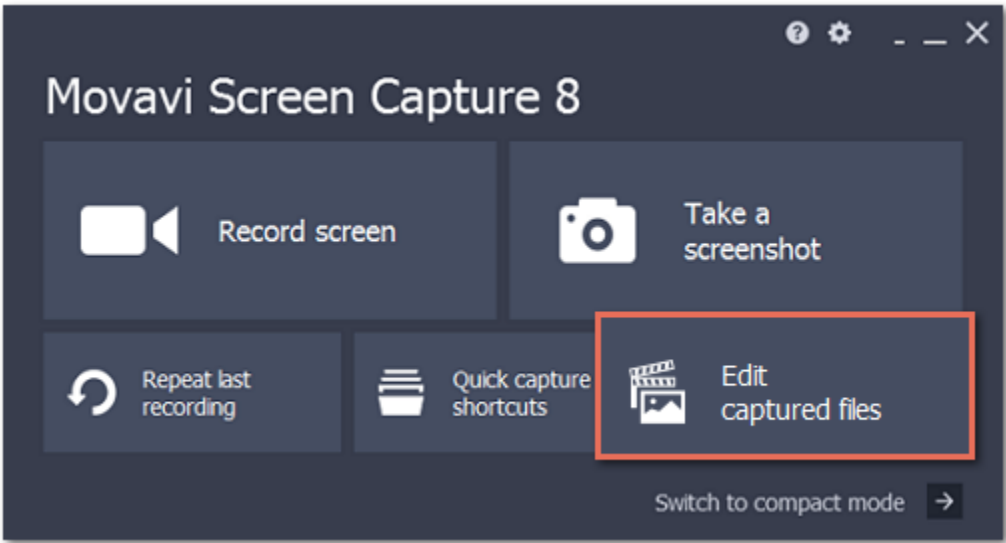 Movavi Screen Capture 8
Record screen
Take a
screenshot
Repeat last
recording
Quick capture
shortcuts
Edit
captured files
Switch to compact mode